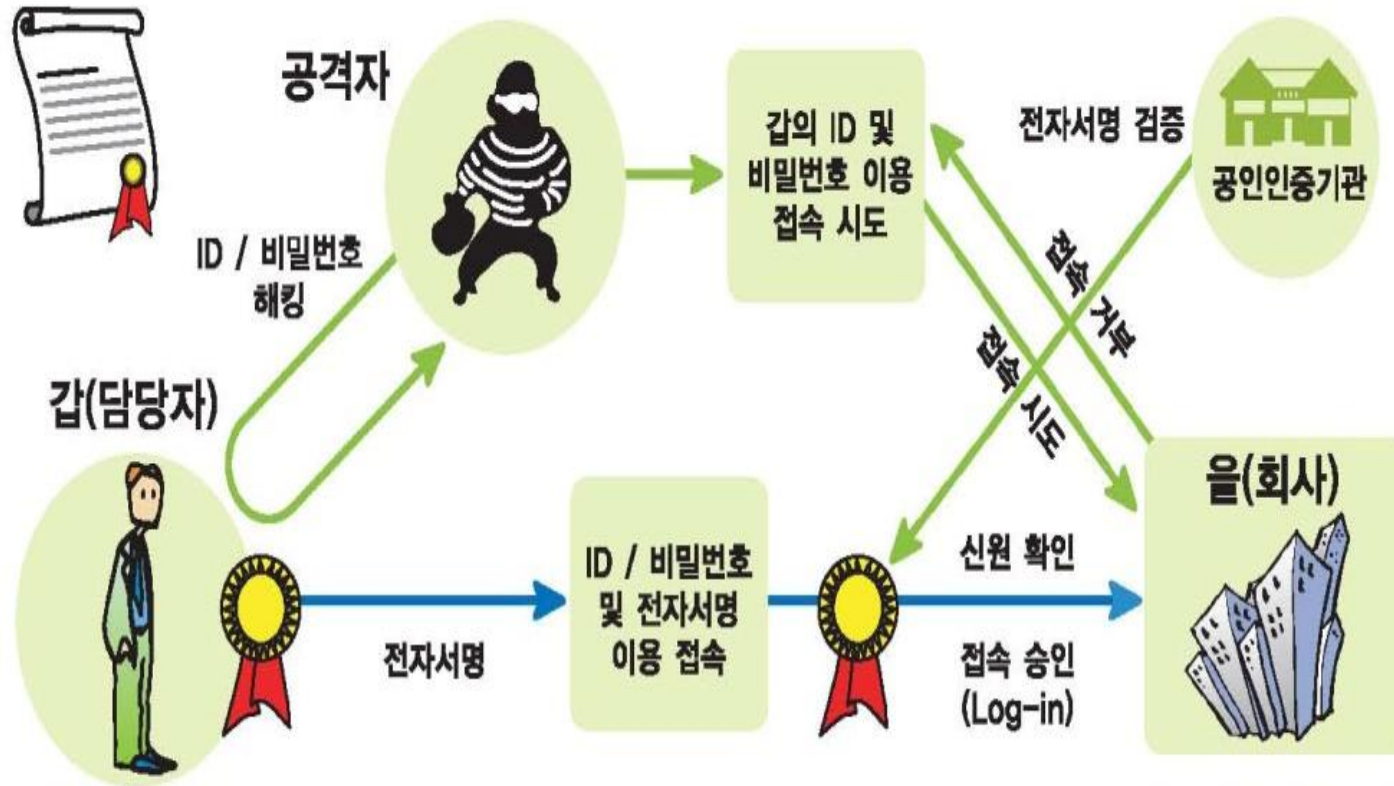 공격자
갑의 ID 및
비밀번호 이용
접속 시도
전자서명 검증
공인인증기관
ID / 비밀번호
해킹
접속 거부
접속 시도
갑(담당자)
을(회사)
전자서명
ID / 비밀번호
및 전자서명
이용 접속
신원 확인
접속 승인
(Log-in)